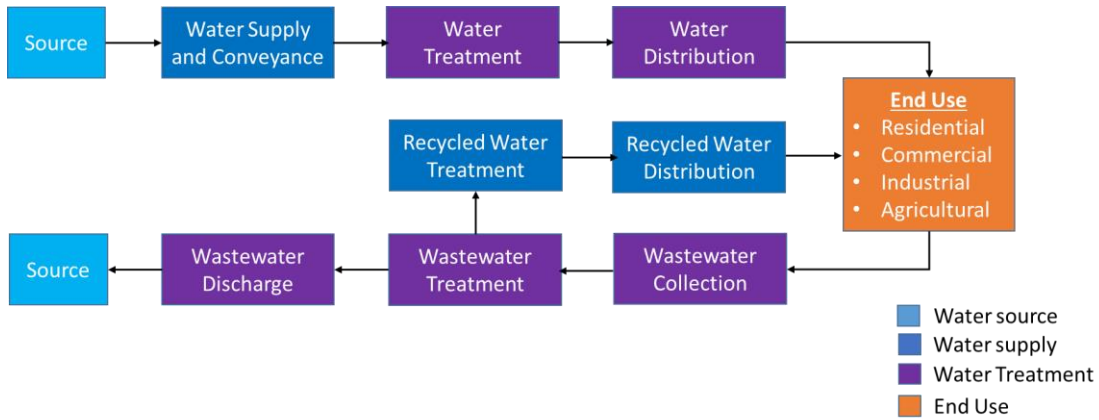 Source
Water Supply
and Conveyance
Water
Treatment
Water
Distribution
End Use
• Residential
• Commercial
• Industrial
• Agricultural
Recycled Water
Treatment
Recycled Water
Distribution
Source
Wastewater
Discharge
Wastewater
Treatment
Wastewater
Collection
Water source
Water supply
Water Treatment
End Use